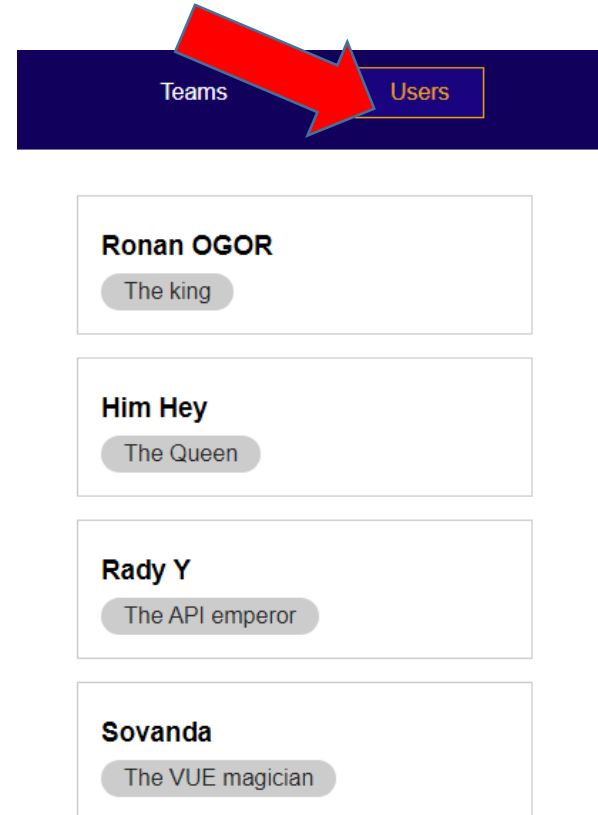 Teams
Users
Ronan OGOR
The king
Him Hey
The Queen
Rady Y
The API emperor
Sovanda
The VUE magician